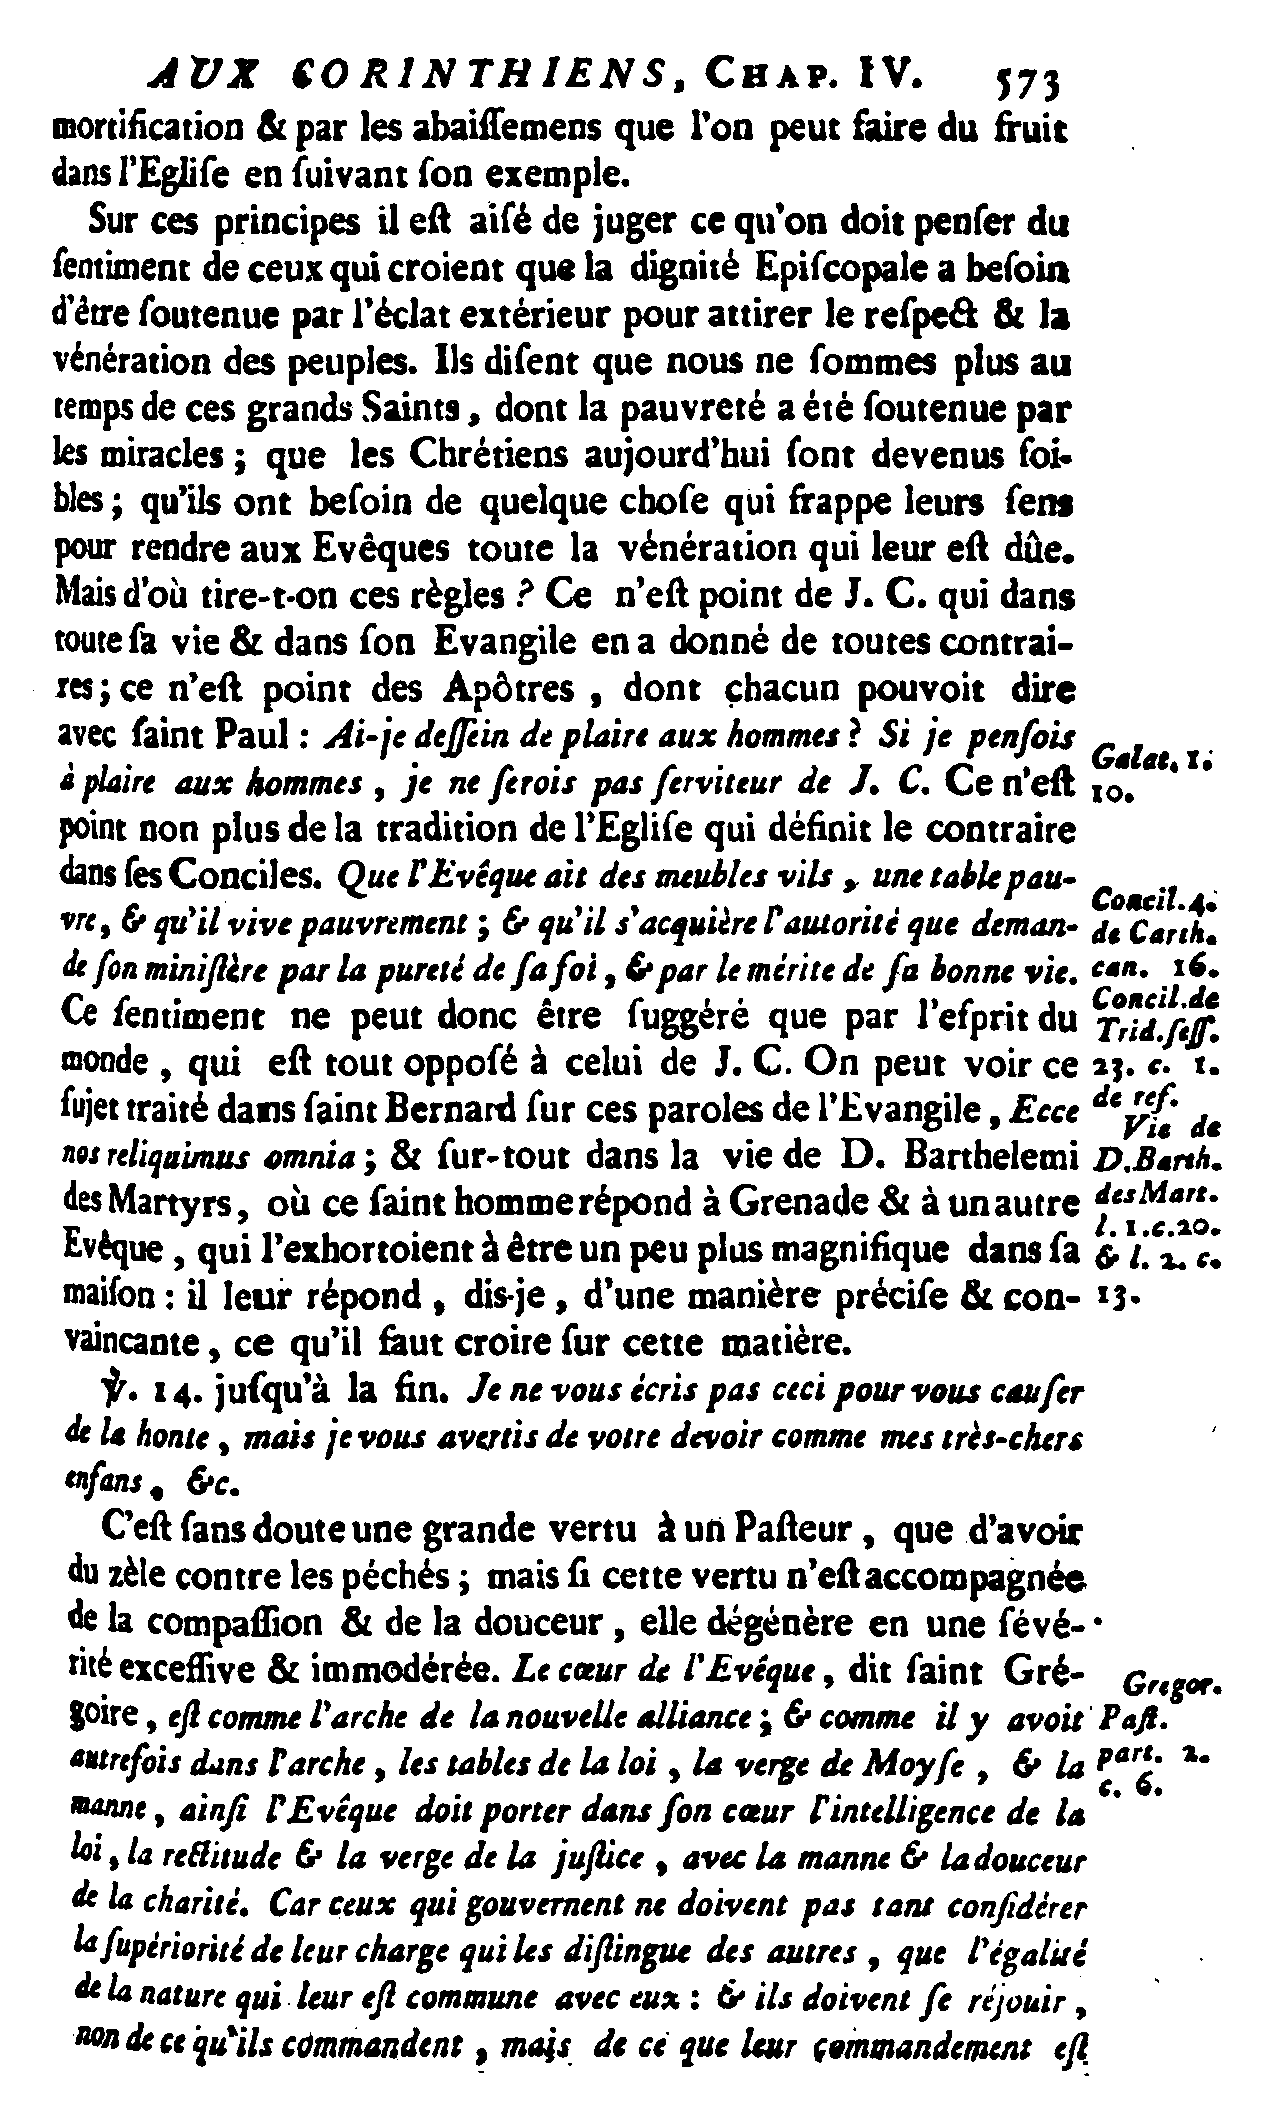 AUX CORINTHIENS, CHAP. IV. 573
mortification & par les abaiſſemens que l'on peut faire du fruit
dans l'Egliſe en ſuivant ſon exemple.
Sur ces principes il eſt aiſé de juger ce qu'on doit penſer du
ſentiment de ceux qui croient que la dignité Epiſcopale a beſoin
d'être ſoutenue par l'éclat extérieur pour attirer le reſpect & la
vénération des peuples. Ils diſent que nous ne ſommes plus au
temps de ces grands Saints, dont la pauvreté a été ſoutenue par
les miracles ; que les Chrétiens aujourd'hui ſont devenus foi-
bles ; qu'ils ont beſoin de quelque choſe qui frappe leurs ſens
pour rendre aux Evêques toute la vénération qui leur eſt dûe.
Mais d'où tire-t-on ces règles ? Ce n'eſt point de J. C. qui dans
toute ſa vie & dans ſon Evangile en a donné de toutes contrai-
res ; ce n'eſt point des Apôtres , dont chacun pouvoit dire
avec ſaint Paul : Ai-je deſſein de plaire aux hommes ? Si je penſois
à plaire aux hommes , je ne ſerois pas ſerviteur de J. C. Ce n'eſt
point non plus de la tradition de l'Egliſe qui définit le contraire
dans ſes Conciles. Que l'Evêque ait des meubles vils , une table pau-
vre, & qu'il vive pauvrement ; & qu'il s'acquière l'autorité que deman-
de ſon miniſtère par la pureté de ſa foi , & par le mérite de ſa bonne vie.
Ce ſentiment ne peut donc être ſuggéré que par l'eſprit du
monde , qui eſt tout oppoſé à celui de J. C. On peut voir ce
ſujet traité dans ſaint Bernard ſur ces paroles de l'Evangile , Ecce
nos reliquimus omnia ; & ſur-tout dans la vie de D. Barthelemi
des Martyrs, où ce ſaint homme répond à Grenade & à un autre
Evêque , qui l'exhortoient à être un peu plus magnifique dans ſa
maiſon : il leur répond , dis-je , d'une manière préciſe & con-
vaincante , ce qu'il faut croire ſur cette matière.
℣. 14. juſqu'à la fin. Je ne vous écris pas ceci pour vous cauſer
de la honte , mais je vous avertis de votre devoir comme mes très-chers
enfans , &c.
C'eſt ſans doute une grande vertu à un Paſteur , que d'avoir
du zèle contre les péchés ; mais ſi cette vertu n'eſt accompagnée
de la compaſſion & de la douceur , elle dégénère en une ſévé-
rité exceſſive & immodérée. Le cœur de l'Evêque , dit ſaint Gré-
goire , eſt comme l'arche de la nouvelle alliance ; & comme il y avoit
autrefois dans l'arche , les tables de la loi , la verge de Moyſe , & la
manne , ainſi l'Evêque doit porter dans ſon cœur l'intelligence de la
loi , la rectitude & la verge de la juſtice , avec la manne & la douceur
de la charité. Car ceux qui gouvernent ne doivent pas tant conſidérer
la ſupériorité de leur charge qui les diſtingue des autres , que l'égalité
de la nature qui leur eſt commune avec eux : & ils doivent ſe réjouir ,
non de ce qu'ils commandent , mais de ce que leur commandement eſt
Galat. 1.
10.
Concil. 4.
de Carth.
can. 16.
Concil. de
Trid. ſeſſ.
23. c. 1.
de ref.
Vie de
D. Barth.
des Mart.
l. 1. c. 20.
& l. 2. c.
13.
Gregor.
Paſt.
part. 2.
c. 6.